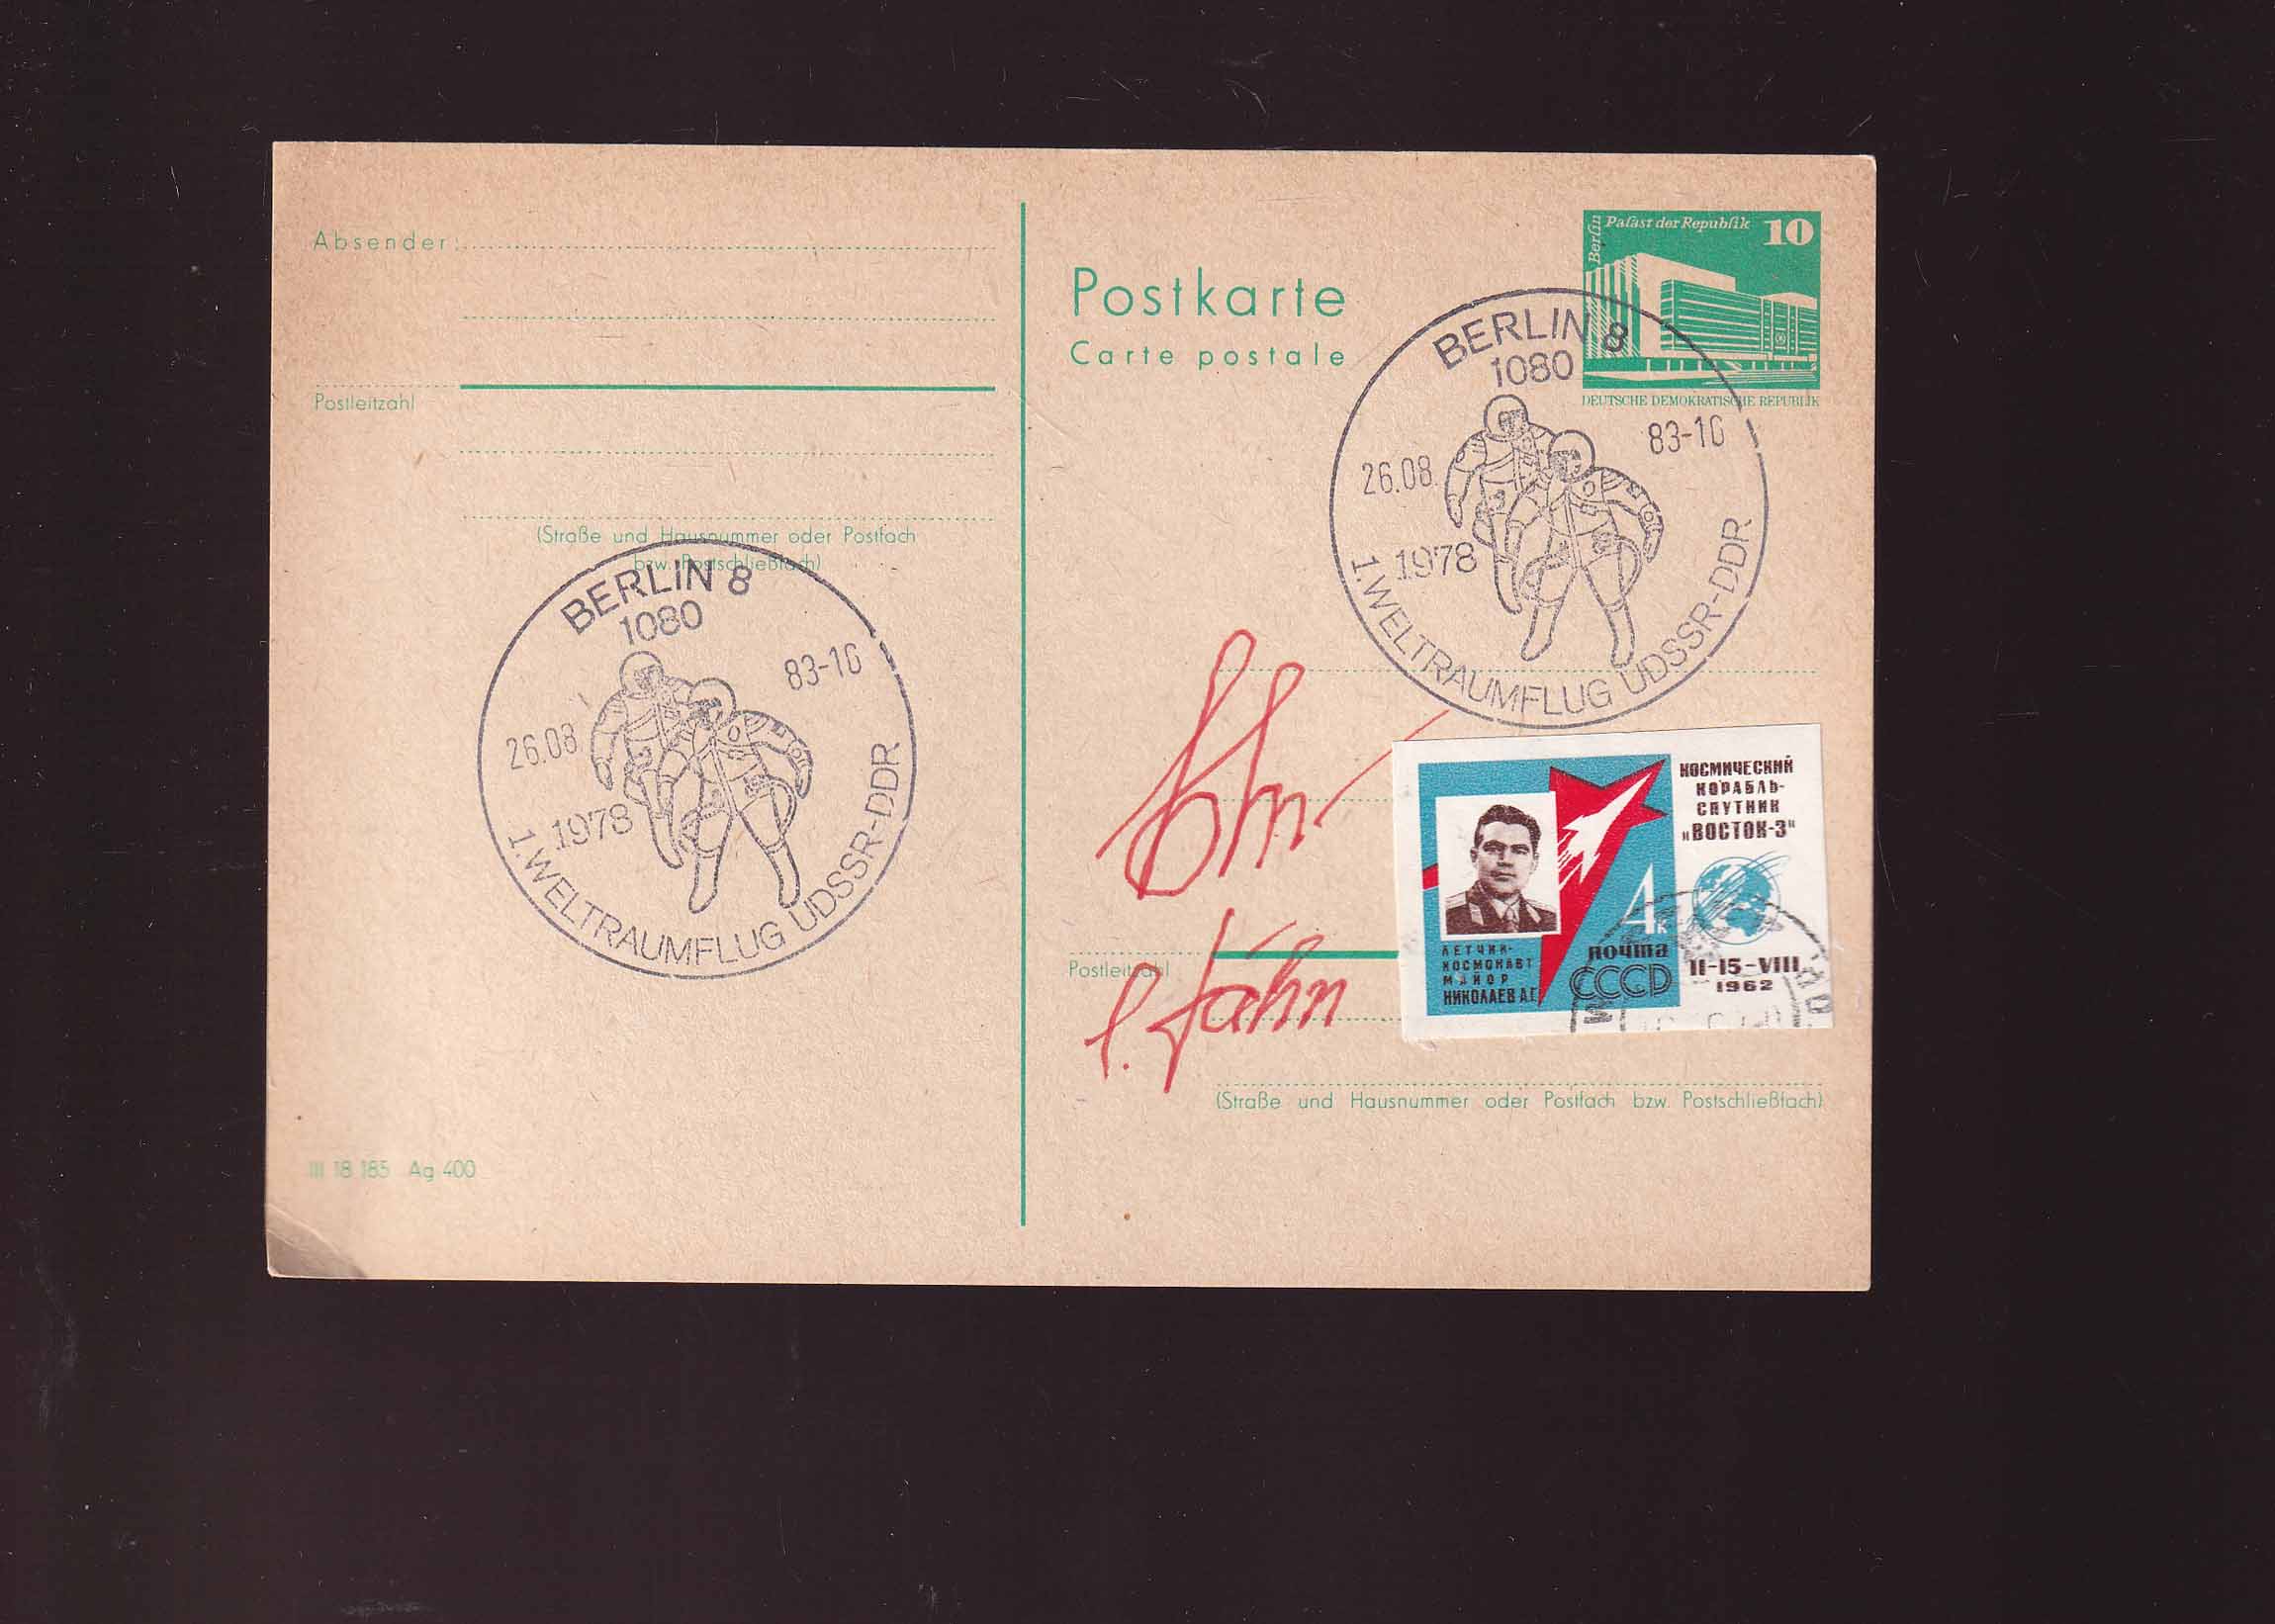 Absender:
Postleitzahl
(Straße und Hausnummer oder Postfach
bzw. Postschließfach)
BERLIN 8
1080
26.08.
83-10
1978
1. WELTRAUMFLUG UDSSR-DDR
III 18 185 Ag 400
Postkarte
Carte postale
Berlin
Palast der Republik 10
DEUTSCHE DEMOKRATISCHE REPUBLIK
BERLIN 8
1080
26.08.
83-10
1978
1. WELTRAUMFLUG UDSSR-DDR
S. Jähn
Postleitzahl
ЛЕТЧИК-
КОСМОНАВТ
МАЙОР
НИКОЛАЕВ А.Г.
4к
почта
СССР
КОСМИЧЕСКИЙ
КОРАБЛЬ-
СПУТНИК
„ВОСТОК-3"
11-15-VIII
1962
(Straße und Hausnummer oder Postfach bzw. Postschließfach)